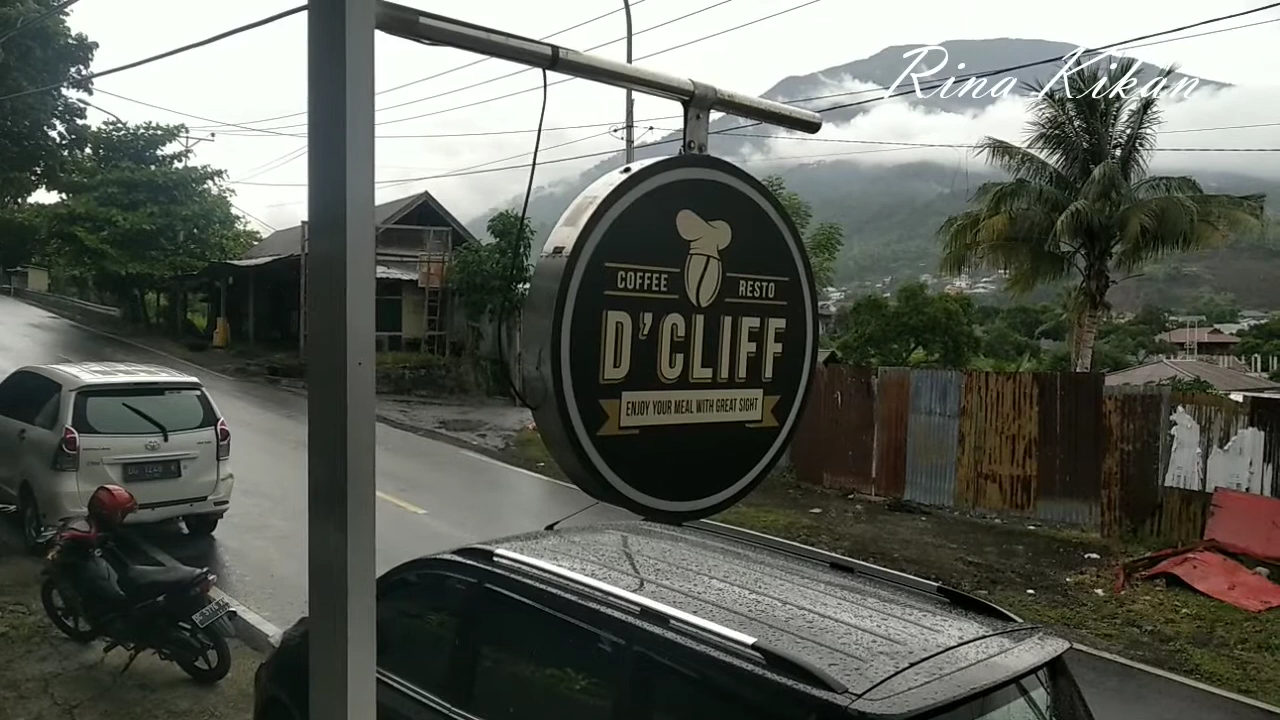 Rina Kikan
COFFEE RESTO
D'CLIFF
ENJOY YOUR MEAL WITH GREAT SIGHT